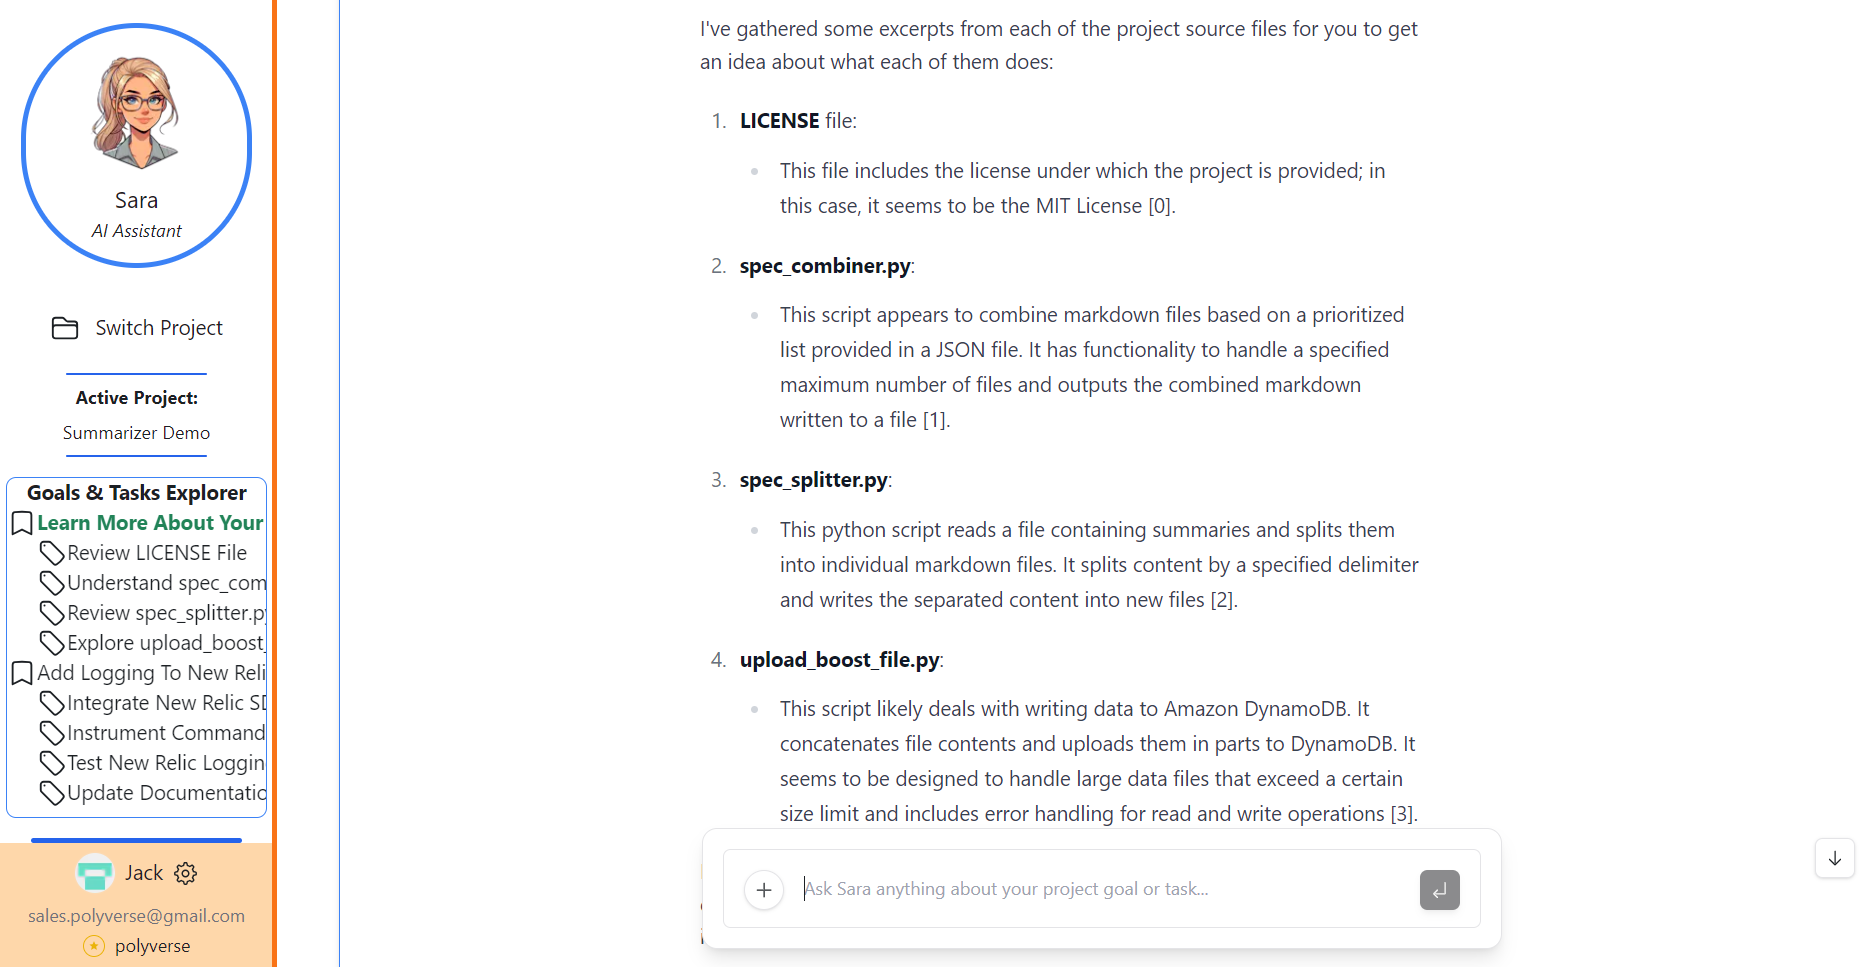 Sara
AI Assistant
Switch Project
Active Project:
Summarizer Demo
Goals & Tasks Explorer
Learn More About Your
Review LICENSE File
Understand spec_com
Review spec_splitter.py
Explore upload_boost_
Add Logging To New Reli
Integrate New Relic SD
Instrument Command
Test New Relic Loggin
Update Documentatio
Jack
sales.polyverse@gmail.com
polyverse
I've gathered some excerpts from each of the project source files for you to get
an idea about what each of them does:
1. LICENSE file:
This file includes the license under which the project is provided; in
this case, it seems to be the MIT License [0].
2. spec_combiner.py:
This script appears to combine markdown files based on a prioritized
list provided in a JSON file. It has functionality to handle a specified
maximum number of files and outputs the combined markdown
written to a file [1].
3. spec_splitter.py:
This python script reads a file containing summaries and splits them
into individual markdown files. It splits content by a specified delimiter
and writes the separated content into new files [2].
4. upload_boost_file.py:
This script likely deals with writing data to Amazon DynamoDB. It
concatenates file contents and uploads them in parts to DynamoDB. It
seems to be designed to handle large data files that exceed a certain
size limit and includes error handling for read and write operations [3].
Ask Sara anything about your project goal or task...